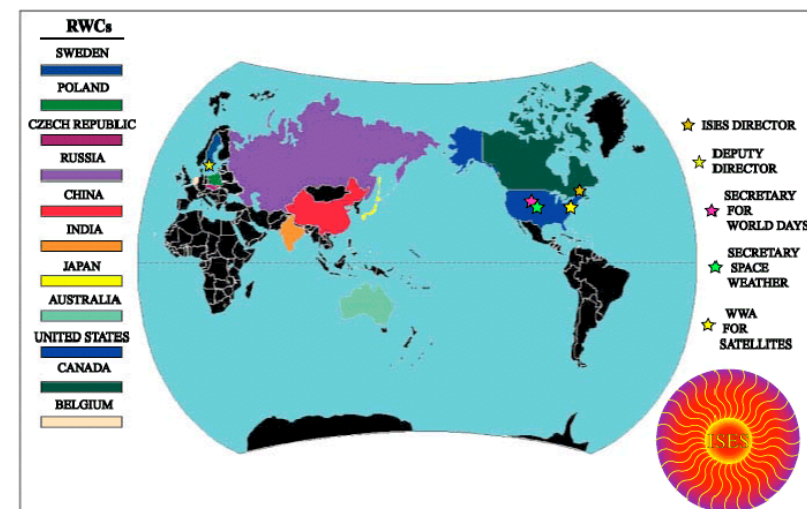 RWCs
SWEDEN
POLAND
CZECH REPUBLIC
RUSSIA
CHINA
INDIA
JAPAN
AUSTRALIA
UNITED STATES
CANADA
BELGIUM
ISES DIRECTOR
DEPUTY
DIRECTOR
SECRETARY
FOR
WORLD DAYS
SECRETARY
SPACE
WEATHER
WWA
FOR
SATELLITES
ISES